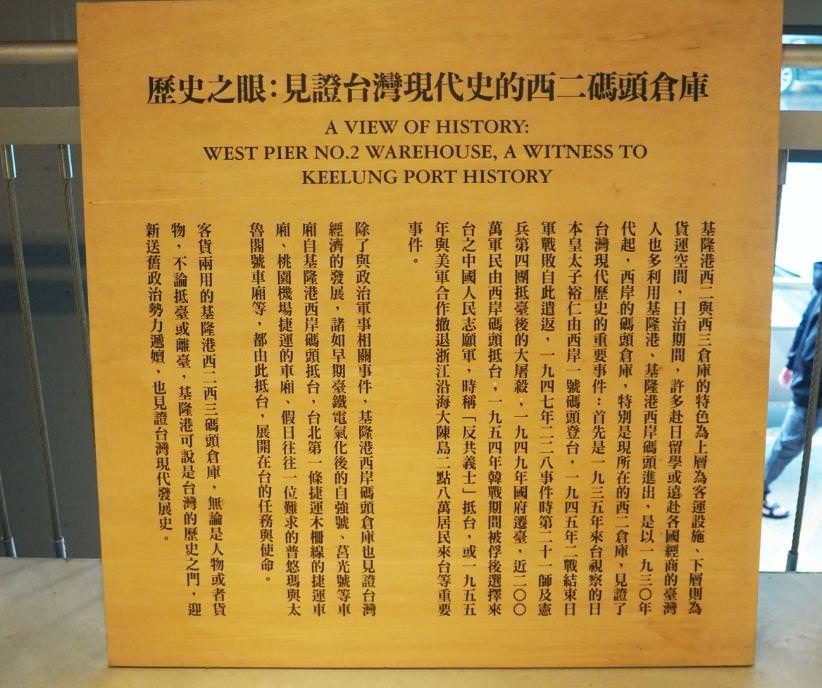 歷史之眼：見證台灣現代史的西二碼頭倉庫
A VIEW OF HISTORY:
WEST PIER NO.2 WAREHOUSE, A WITNESS TO
KEELUNG PORT HISTORY
基隆港西二與西三倉庫的特色為上層為客運設施、下層則為
貨運空間，日治期間，許多赴日留學或遠赴各國經商的臺灣
人也多利用基隆港、基隆港西岸碼頭進出，是以一九三〇年
代起，西岸的碼頭倉庫，特別是現所在的西二倉庫，見證了
台灣現代歷史的重要事件：首先是一九三五年來台視察的日
本皇太子裕仁由西岸一號碼頭登台，一九四五年二戰結束日
軍戰敗自此遣返，一九四七年二二八事件時第二十一師及憲
兵第四團抵臺後的大屠殺，一九四九年國府遷臺，近二〇〇
萬軍民由西岸碼頭抵台，一九五四年韓戰期間被俘後選擇來
台之中國人民志願軍，時稱「反共義士」抵台，或一九五五
年與美軍合作撤退浙江沿海大陳島二點八萬居民來台等重要
事件。
除了與政治軍事相關事件，基隆港西岸碼頭倉庫也見證台灣
經濟的發展，諸如早期臺鐵電氣化後的自強號、莒光號等車
廂自基隆港西岸碼頭抵台，台北第一條捷運木柵線的捷運車
廂、桃園機場捷運的車廂、假日往往一位難求的普悠瑪與太
魯閣號車廂等，都由此抵台，展開在台的任務與使命。
客貨兩用的基隆港西二西三碼頭倉庫，無論是人物或者貨
物，不論抵臺或離臺，基隆港可說是台灣的歷史之門，迎
新送舊政治勢力遞嬗，也見證台灣現代發展史。